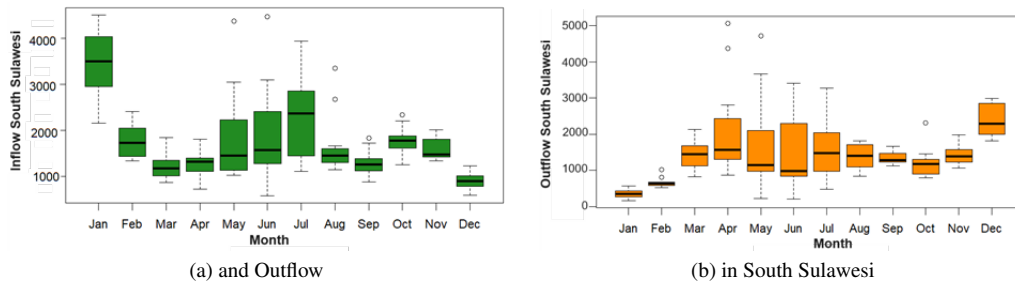 Inflow South Sulawesi
4000
3000
2000
1000
Jan Feb Mar Apr May Jun Jul Aug Sep Oct Nov Dec
Month
(a) and Outflow
Outflow South Sulawesi
5000
4000
3000
2000
1000
0
Jan Feb Mar Apr May Jun Jul Aug Sep Oct Nov Dec
Month
(b) in South Sulawesi